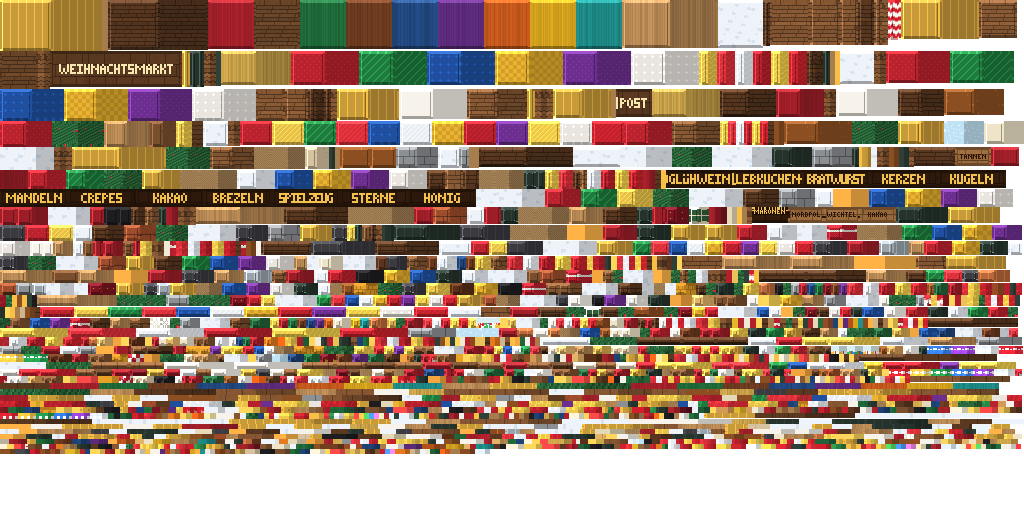 WEIHNACHTSMARKT
POST
TANNEN
GLÜHWEIN LEBKUCHEN BRATWURST KERZEN KUGELN
MANDELN CREPES KAKAO BREZELN SPIELZEUG STERNE HONIG
MARONEN
NORDPOL WICHTEL KAKAO